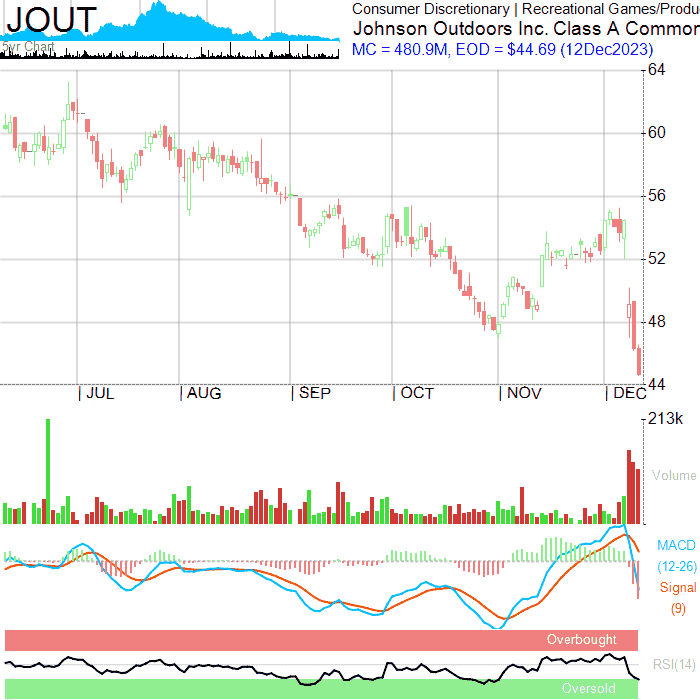 JOUT
5yr Chart
Consumer Discretionary | Recreational Games/Produ
Johnson Outdoors Inc. Class A Common
MC = 480.9M, EOD = $44.69 (12Dec2023)
64
60
56
52
48
44
JUL AUG SEP OCT NOV DEC
213k
Volume
MACD
(12-26)
Signal
(9)
Overbought
RSI(14)
Oversold